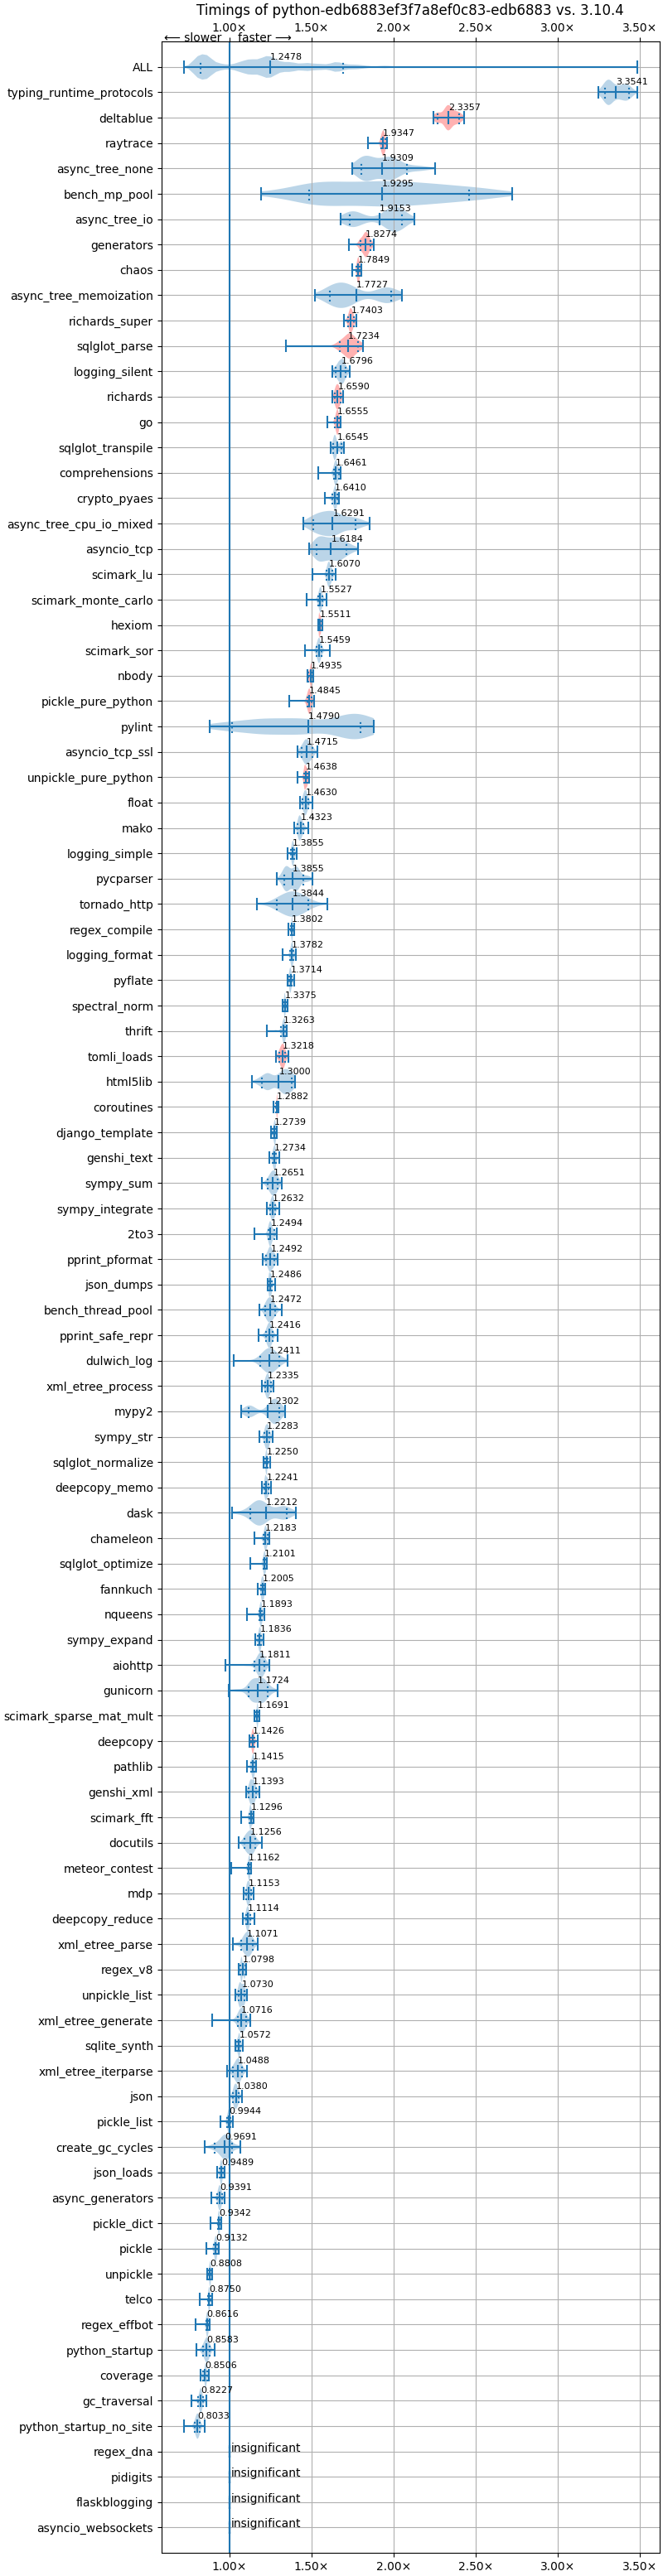 Timings of python-edb6883ef3f7a8ef0c83-edb6883 vs. 3.10.4
1.00× 1.50× 2.00× 2.50× 3.00× 3.50×
⟵ slower faster ⟶
ALL 1.2478
typing_runtime_protocols 3.3541
deltablue 2.3357
raytrace 1.9347
async_tree_none 1.9309
bench_mp_pool 1.9295
async_tree_io 1.9153
generators 1.8274
chaos 1.7849
async_tree_memoization 1.7727
richards_super 1.7403
sqlglot_parse 1.7234
logging_silent 1.6796
richards 1.6590
go 1.6555
sqlglot_transpile 1.6545
comprehensions 1.6461
crypto_pyaes 1.6410
async_tree_cpu_io_mixed 1.6291
asyncio_tcp 1.6184
scimark_lu 1.6070
scimark_monte_carlo 1.5527
hexiom 1.5511
scimark_sor 1.5459
nbody 1.4935
pickle_pure_python 1.4845
pylint 1.4790
asyncio_tcp_ssl 1.4715
unpickle_pure_python 1.4638
float 1.4630
mako 1.4323
logging_simple 1.3855
pycparser 1.3855
tornado_http 1.3844
regex_compile 1.3802
logging_format 1.3782
pyflate 1.3714
spectral_norm 1.3375
thrift 1.3263
tomli_loads 1.3218
html5lib 1.3000
coroutines 1.2882
django_template 1.2739
genshi_text 1.2734
sympy_sum 1.2651
sympy_integrate 1.2632
2to3 1.2494
pprint_pformat 1.2492
json_dumps 1.2486
bench_thread_pool 1.2472
pprint_safe_repr 1.2416
dulwich_log 1.2411
xml_etree_process 1.2335
mypy2 1.2302
sympy_str 1.2283
sqlglot_normalize 1.2250
deepcopy_memo 1.2241
dask 1.2212
chameleon 1.2183
sqlglot_optimize 1.2101
fannkuch 1.2005
nqueens 1.1893
sympy_expand 1.1836
aiohttp 1.1811
gunicorn 1.1724
scimark_sparse_mat_mult 1.1691
deepcopy 1.1426
pathlib 1.1415
genshi_xml 1.1393
scimark_fft 1.1296
docutils 1.1256
meteor_contest 1.1162
mdp 1.1153
deepcopy_reduce 1.1114
xml_etree_parse 1.1071
regex_v8 1.0798
unpickle_list 1.0730
xml_etree_generate 1.0716
sqlite_synth 1.0572
xml_etree_iterparse 1.0488
json 1.0380
pickle_list 0.9944
create_gc_cycles 0.9691
json_loads 0.9489
async_generators 0.9391
pickle_dict 0.9342
pickle 0.9132
unpickle 0.8808
telco 0.8750
regex_effbot 0.8616
python_startup 0.8583
coverage 0.8506
gc_traversal 0.8227
python_startup_no_site 0.8033
regex_dna insignificant
pidigits insignificant
flaskblogging insignificant
asyncio_websockets insignificant
1.00× 1.50× 2.00× 2.50× 3.00× 3.50×